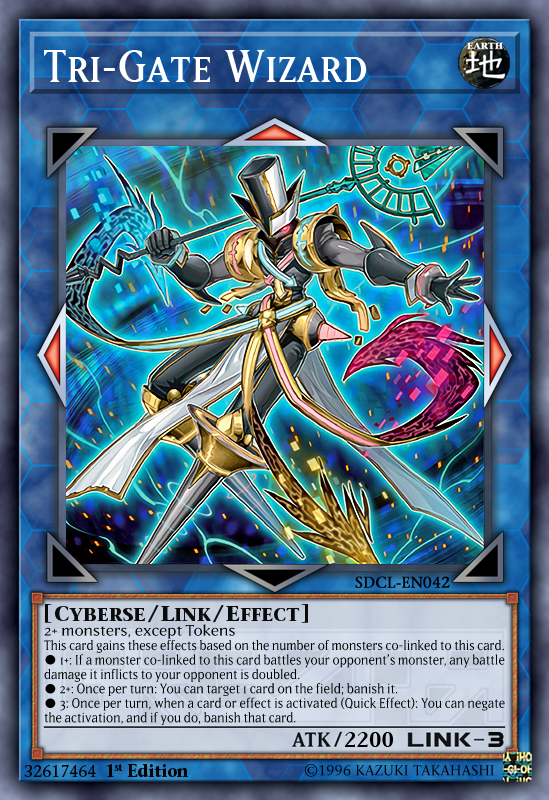 TRI-GATE WIZARD
EARTH
地
SDCL-EN042
[CYBERSE/LINK/EFFECT]
2+ monsters, except Tokens
This card gains these effects based on the number of monsters co-linked to this card.
● 1+: If a monster co-linked to this card battles your opponent's monster, any battle
damage it inflicts to your opponent is doubled.
● 2+: Once per turn: You can target 1 card on the field; banish it.
● 3: Once per turn, when a card or effect is activated (Quick Effect): You can negate
the activation, and if you do, banish that card.
ATK/2200 LINK-3
32617464 1st Edition ©1996 KAZUKI TAKAHASHI